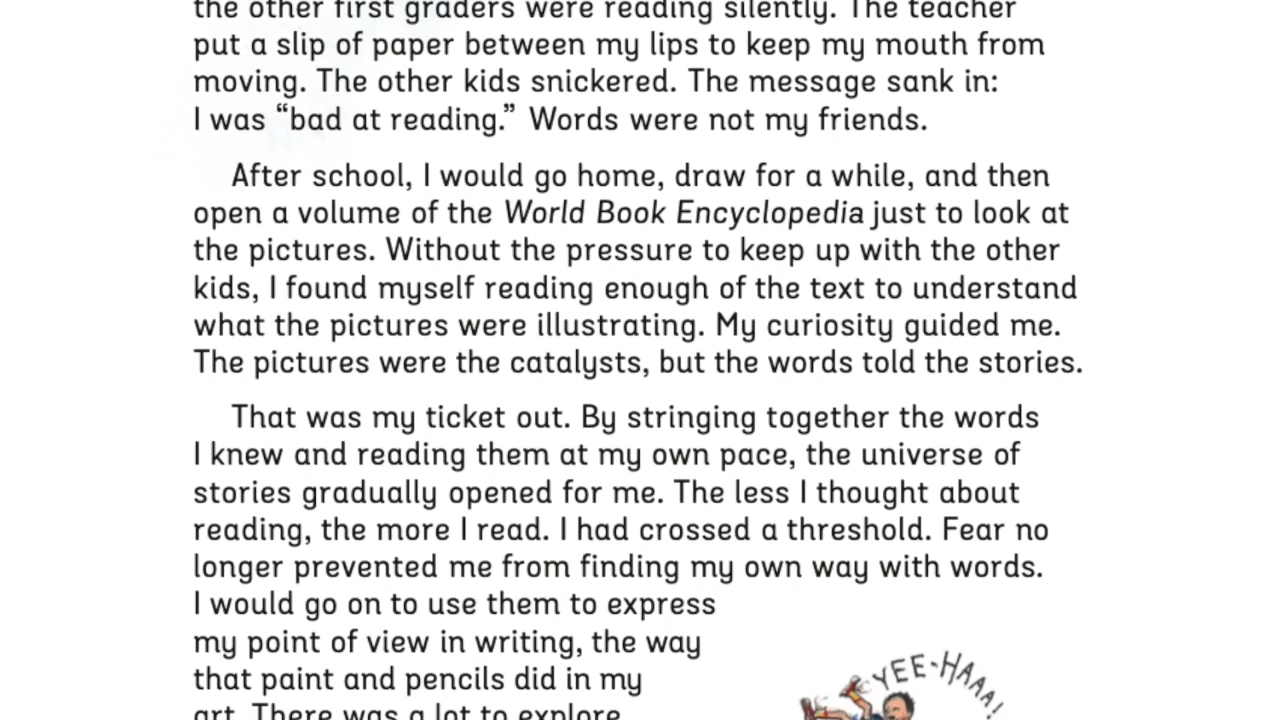 the other first graders were reading silently. The teacher
put a slip of paper between my lips to keep my mouth from
moving. The other kids snickered. The message sank in:
I was “bad at reading.” Words were not my friends.
After school, I would go home, draw for a while, and then
open a volume of the World Book Encyclopedia just to look at
the pictures. Without the pressure to keep up with the other
kids, I found myself reading enough of the text to understand
what the pictures were illustrating. My curiosity guided me.
The pictures were the catalysts, but the words told the stories.
That was my ticket out. By stringing together the words
I knew and reading them at my own pace, the universe of
stories gradually opened for me. The less I thought about
reading, the more I read. I had crossed a threshold. Fear no
longer prevented me from finding my own way with words.
I would go on to use them to express
my point of view in writing, the way
that paint and pencils did in my
art. There was a lot to explore
YEE-HAAA!